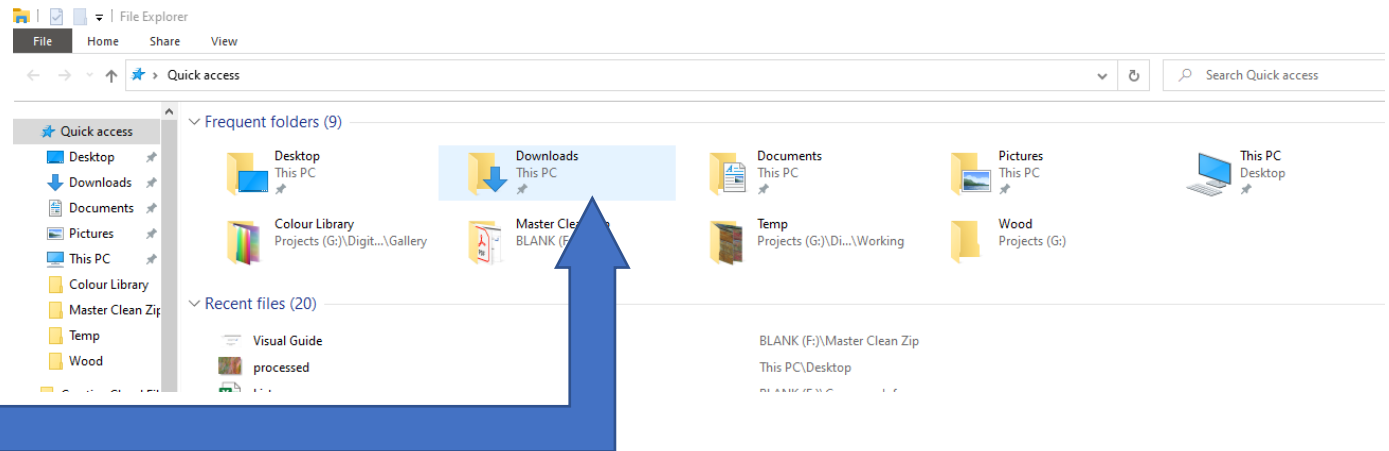 File Explorer
File Home Share View
Quick access
Search Quick access
Quick access
Desktop
Downloads
Documents
Pictures
This PC
Colour Library
Master Clean Zip
Temp
Wood
Frequent folders (9)
Desktop
This PC
Downloads
This PC
Documents
This PC
Pictures
This PC
This PC
Desktop
Colour Library
Projects (G:)\Digit...\Gallery
Master
BLANK
Temp
Projects (G:)\Di...\Working
Wood
Projects (G:)
Recent files (20)
Visual Guide BLANK (F:)\Master Clean Zip
processed This PC\Desktop